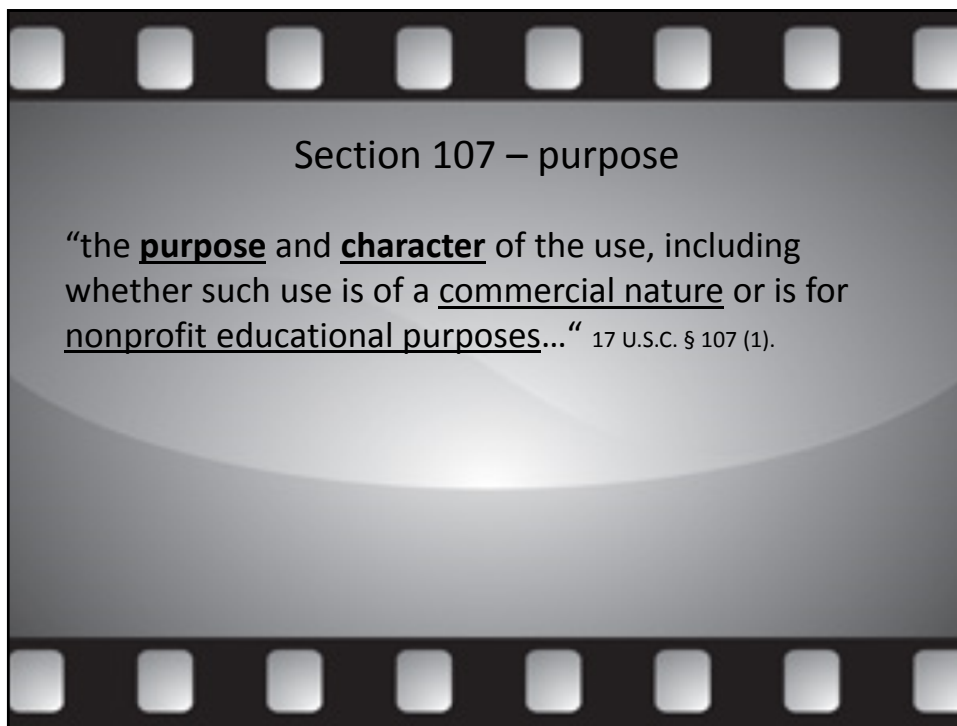 Section 107 – purpose
“the purpose and character of the use, including
whether such use is of a commercial nature or is for
nonprofit educational purposes…“ 17 U.S.C. § 107 (1).